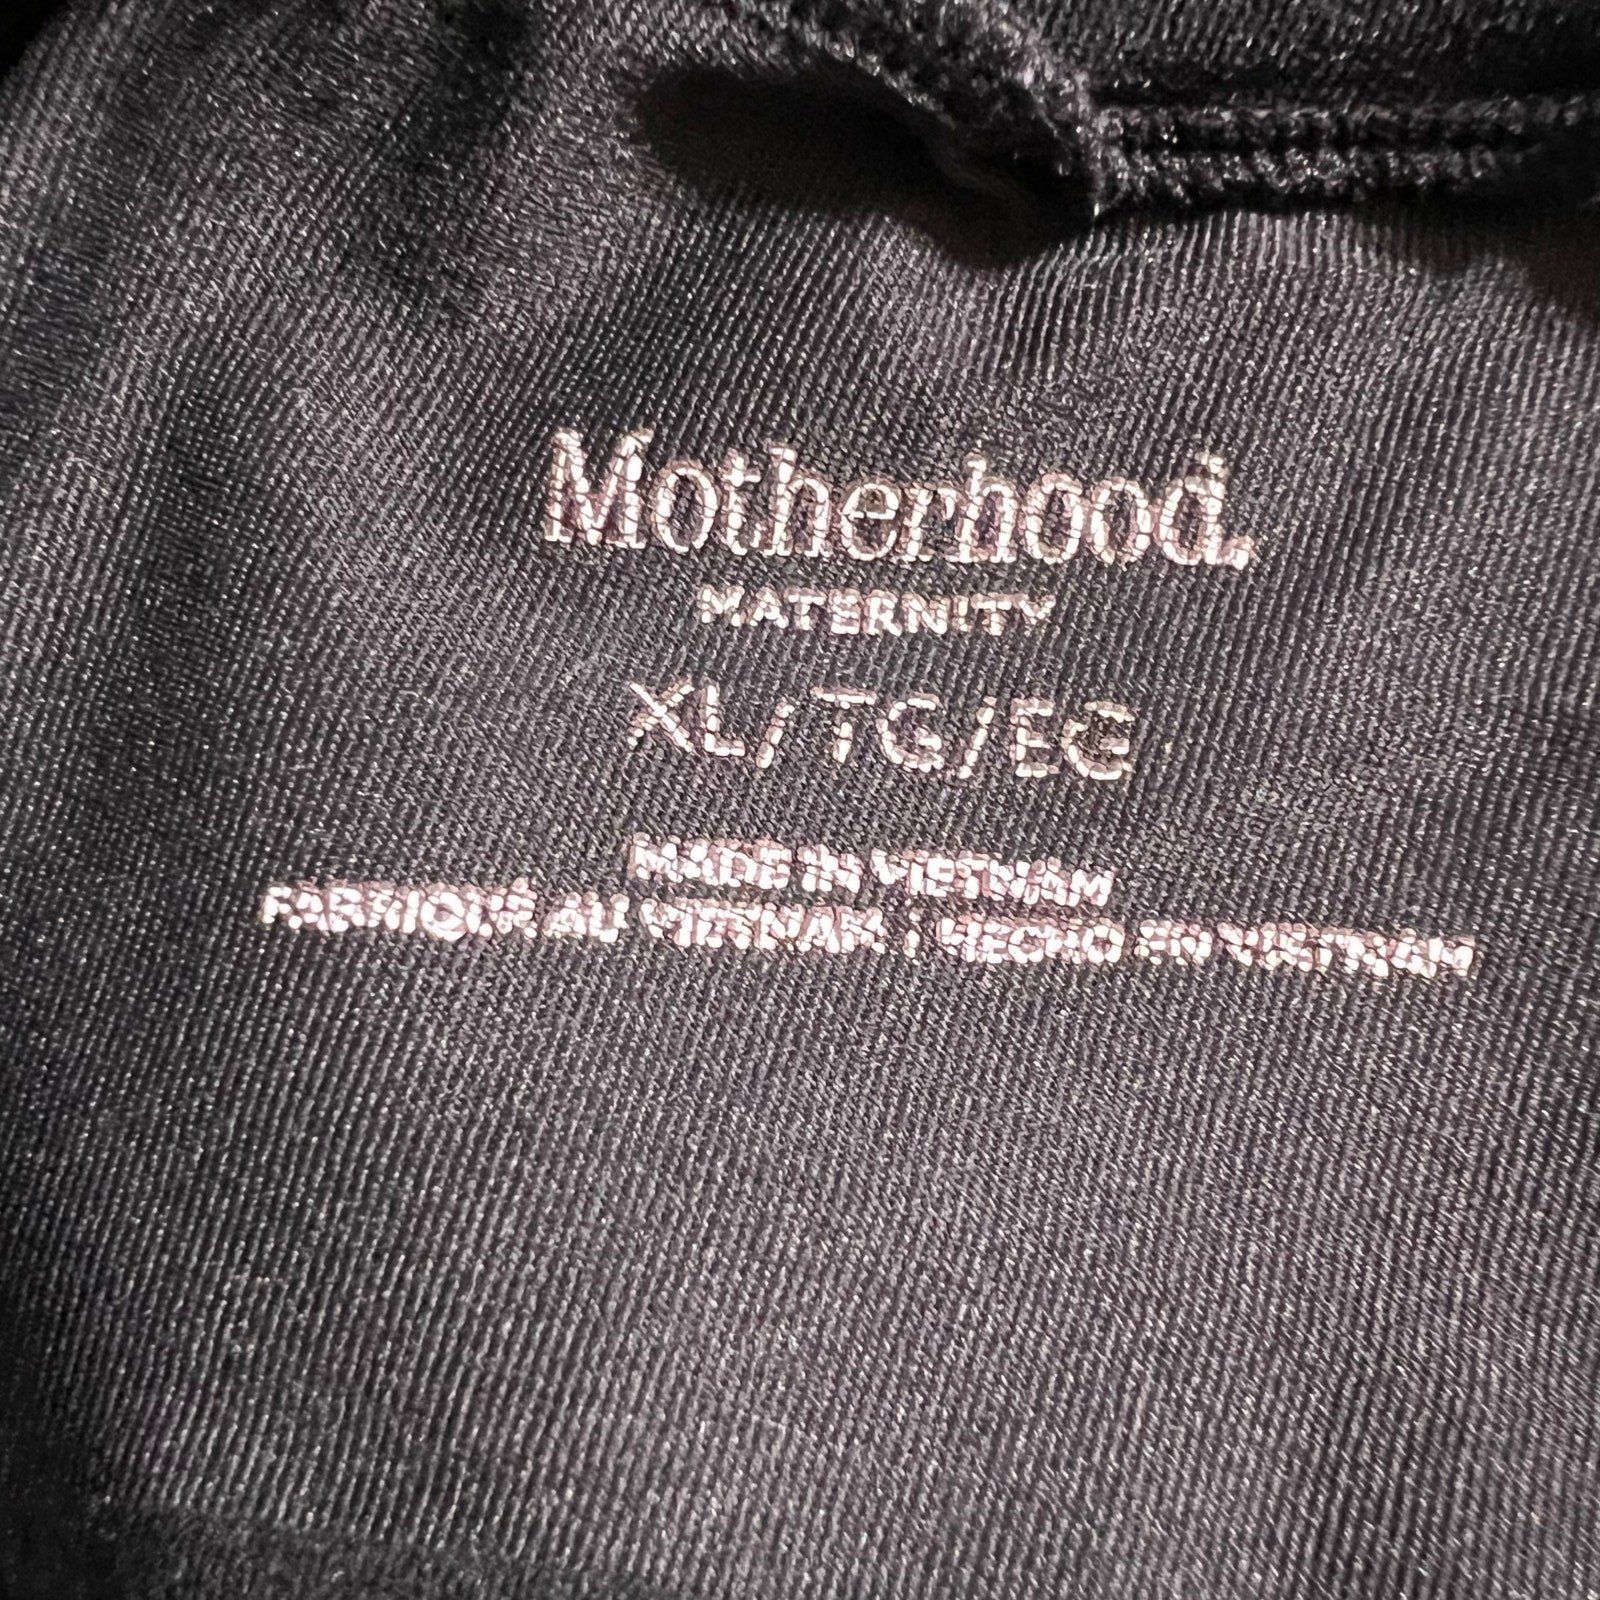 Motherhood.
MATERNITY
XL/TG/EG
MADE IN VIETNAM
FABRIQUÉ AU VIETNAM | HECHO EN VIETNAM